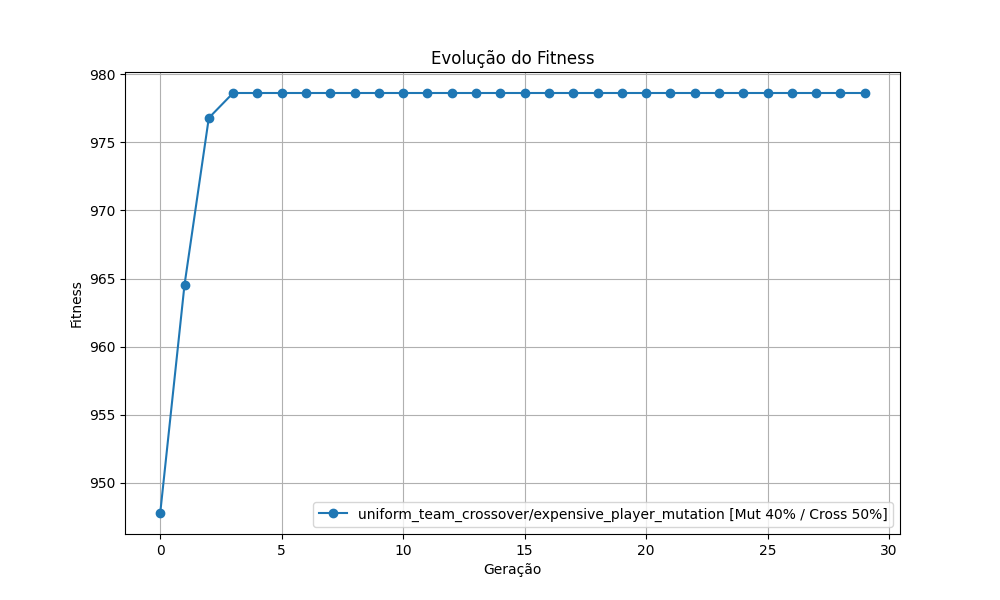 Evolução do Fitness
980
975
970
965
960
955
950
Fitness
0 5 10 15 20 25 30
Geração
uniform_team_crossover/expensive_player_mutation [Mut 40% / Cross 50%]